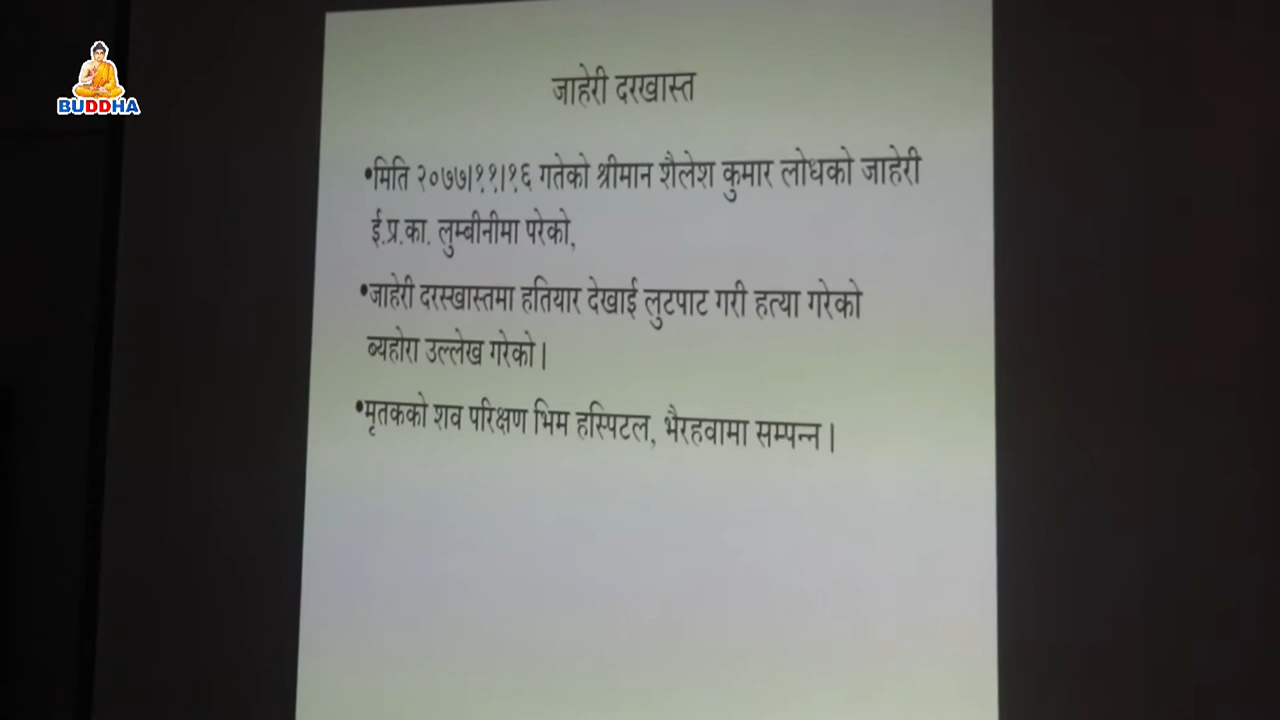 BUDDHA
जाहेरी दरखास्त
•मिति २०७७।११।१६ गतेको श्रीमान शैलेश कुमार लोधको जाहेरी
ई.प्र.का. लुम्बीनीमा परेको,
•जाहेरी दरस्खास्तमा हतियार देखाई लुटपाट गरी हत्या गरेको
ब्यहोरा उल्लेख गरेको।
•मृतकको शव परिक्षण भिम हस्पिटल, भैरहवामा सम्पन्न।